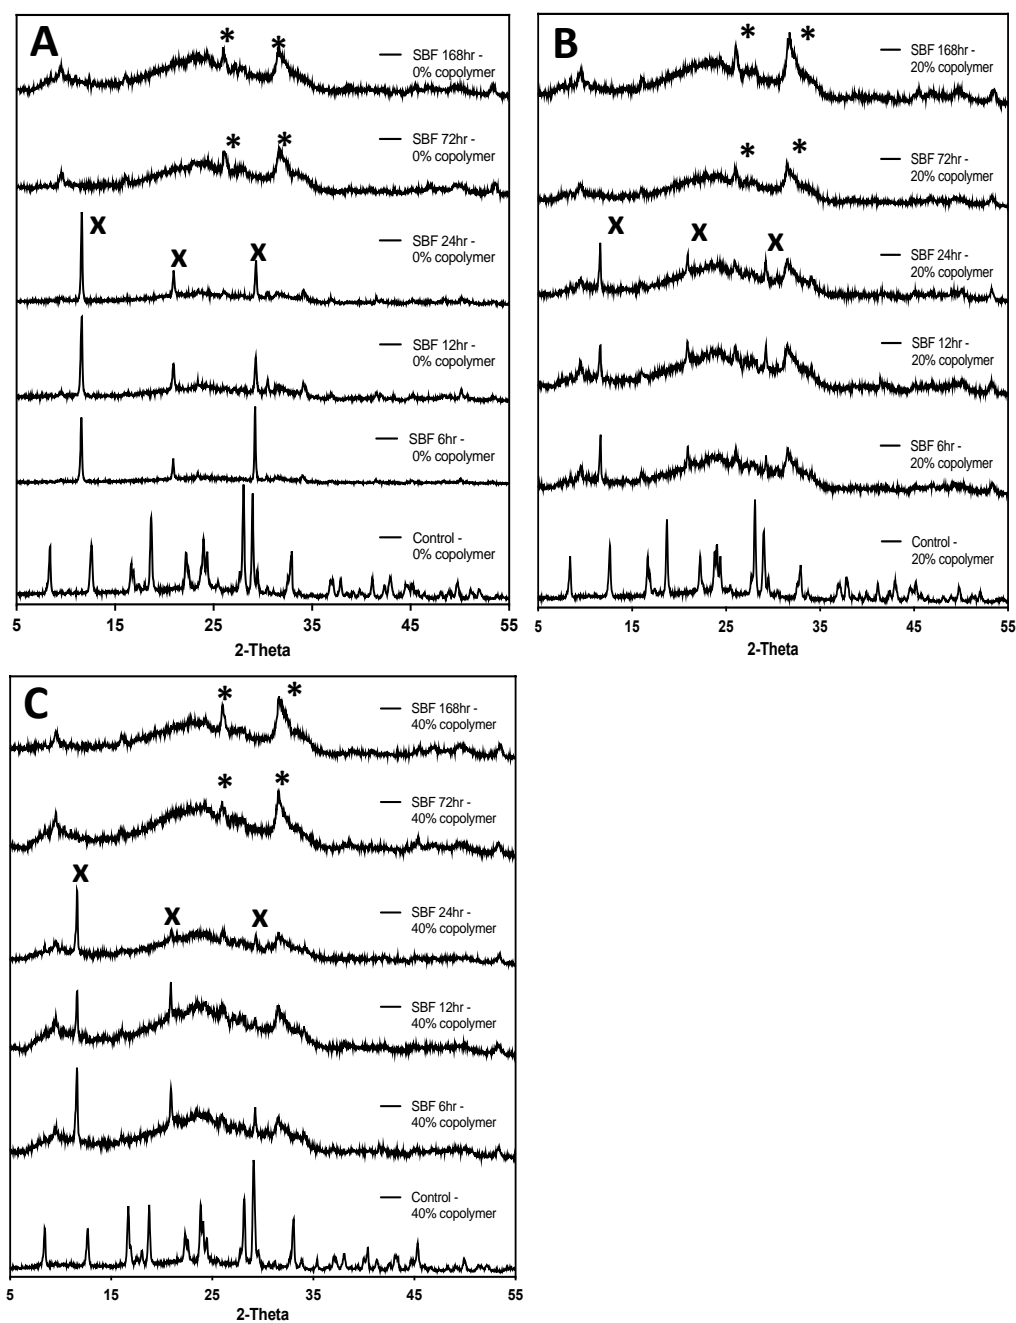 A
*
*
SBF 168hr -
0% copolymer
*
*
SBF 72hr -
0% copolymer
X
X
X
SBF 24hr -
0% copolymer
SBF 12hr -
0% copolymer
SBF 6hr -
0% copolymer
Control -
0% copolymer
5 15 25 35 45 55
2-Theta
B
*
*
SBF 168hr -
20% copolymer
*
*
SBF 72hr -
20% copolymer
X
X
X
SBF 24hr -
20% copolymer
SBF 12hr -
20% copolymer
SBF 6hr -
20% copolymer
Control -
20% copolymer
5 15 25 35 45 55
2-Theta
C
*
*
SBF 168hr -
40% copolymer
*
*
SBF 72hr -
40% copolymer
X
X
X
SBF 24hr -
40% copolymer
SBF 12hr -
40% copolymer
SBF 6hr -
40% copolymer
Control -
40% copolymer
5 15 25 35 45 55
2-Theta